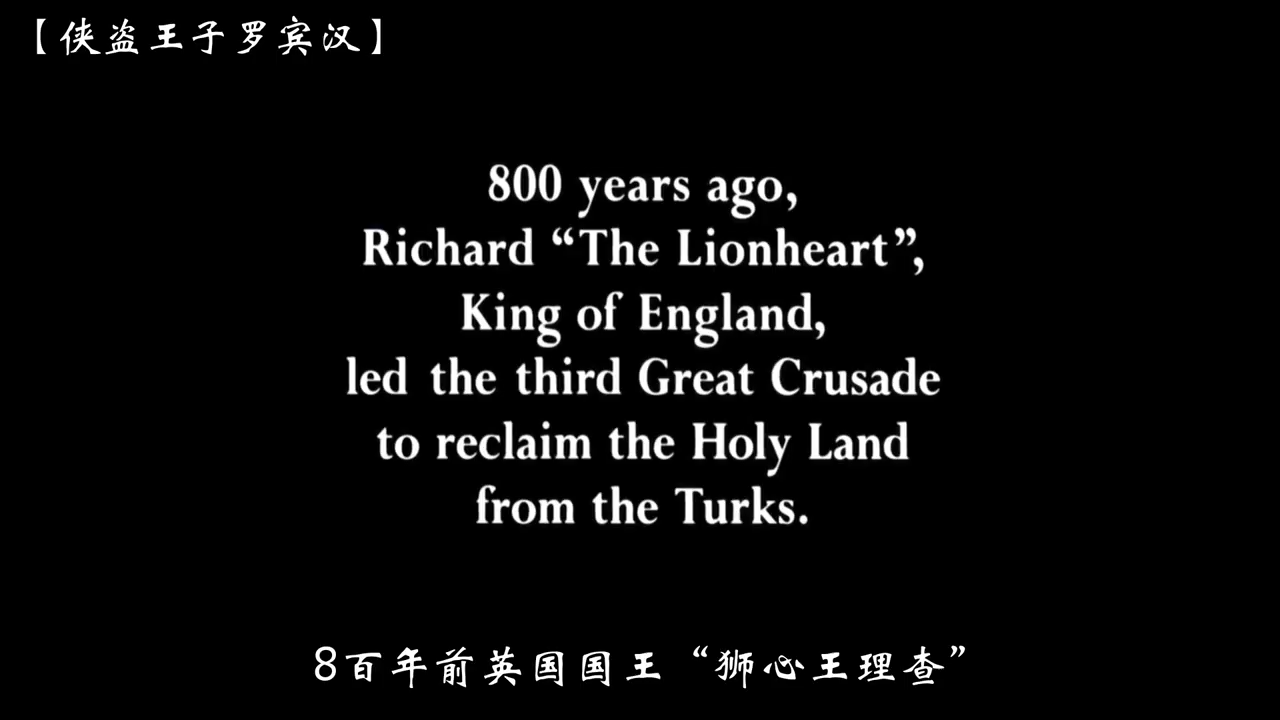 【侠盗王子罗宾汉】
800 years ago,
Richard “The Lionheart”,
King of England,
led the third Great Crusade
to reclaim the Holy Land
from the Turks.
8百年前英国国王“狮心王理查”